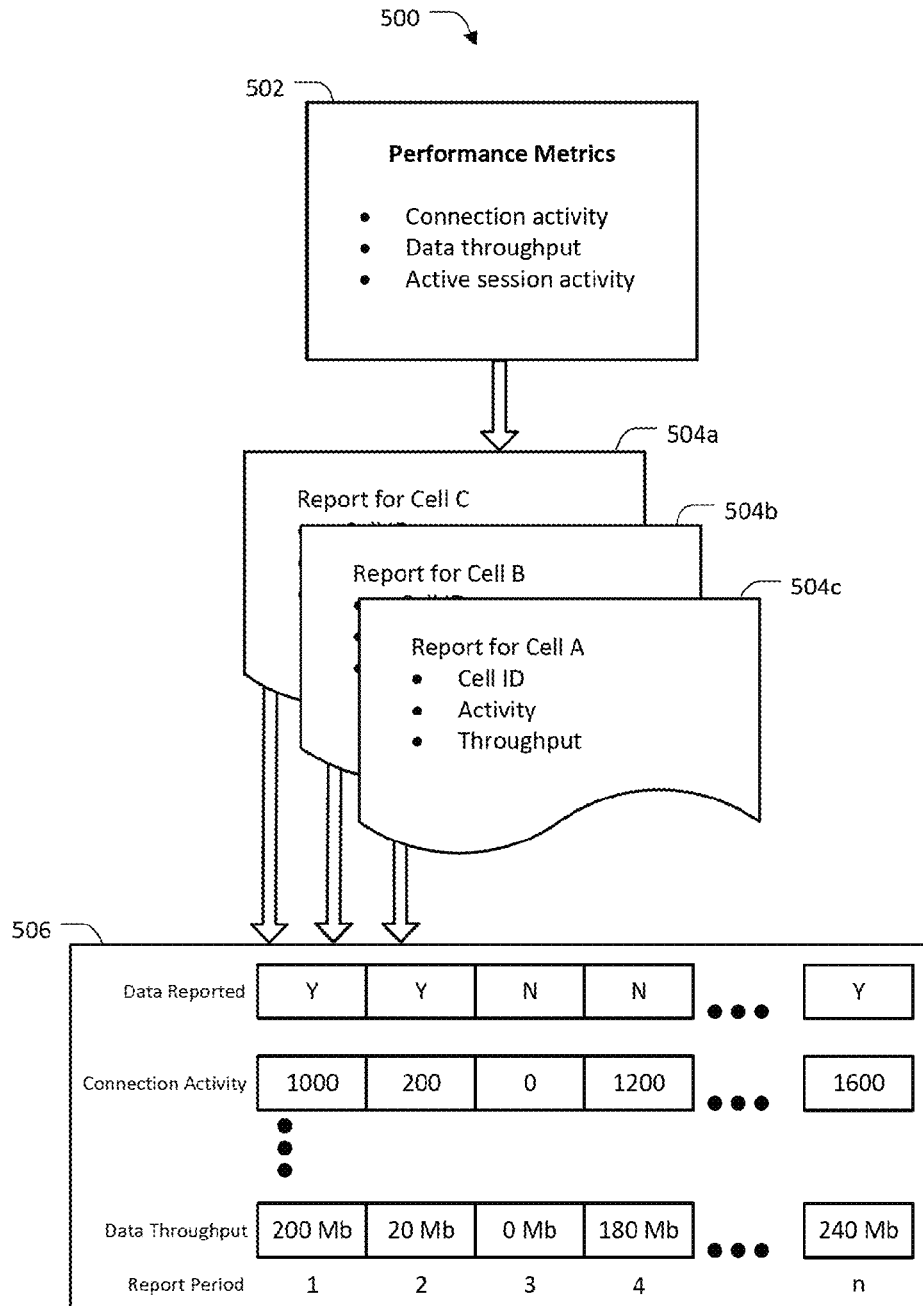 500
502
Performance Metrics
• Connection activity
• Data throughput
• Active session activity
504a
Report for Cell C
504b
Report for Cell B
504c
Report for Cell A
• Cell ID
• Activity
• Throughput
506
Data Reported Y Y N N ●●● Y
Connection Activity 1000 200 0 1200 ●●● 1600
Data Throughput 200 Mb 20 Mb 0 Mb 180 Mb ●●● 240 Mb
Report Period 1 2 3 4 n